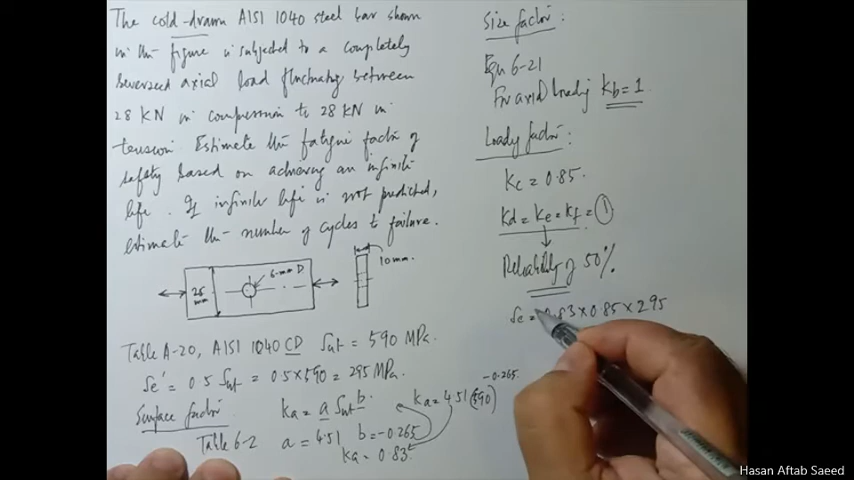 The cold-drawn AISI 1040 steel bar shown
in the figure is subjected to a completely
reversed axial load fluctuating between
28 KN in compression to 28 KN in
tension. Estimate the fatigue factor of
safety based on achieving an infinite
life. If infinite life is not predicted,
estimate the number of cycles to failure.
25
mm
6-mm D
10 mm.
Table A-20, AISI 1040 CD Sut = 590 MPa.
Se' = 0.5 Sut = 0.5 x 590 = 295 MPa.
Surface factor
ka = a Sut b.
ka = 4.51 (590) -0.265
Table 6-2 a = 4.51 b = -0.265
ka = 0.83.
Size factor :
Eqn 6-21
For axial loading kb = 1
Loady factor :
Kc = 0.85.
Kd = Ke = Kf = 1
Reliability of 50%.
Se = 0.83 x 0.85 x 295
Hasan Aftab Saeed